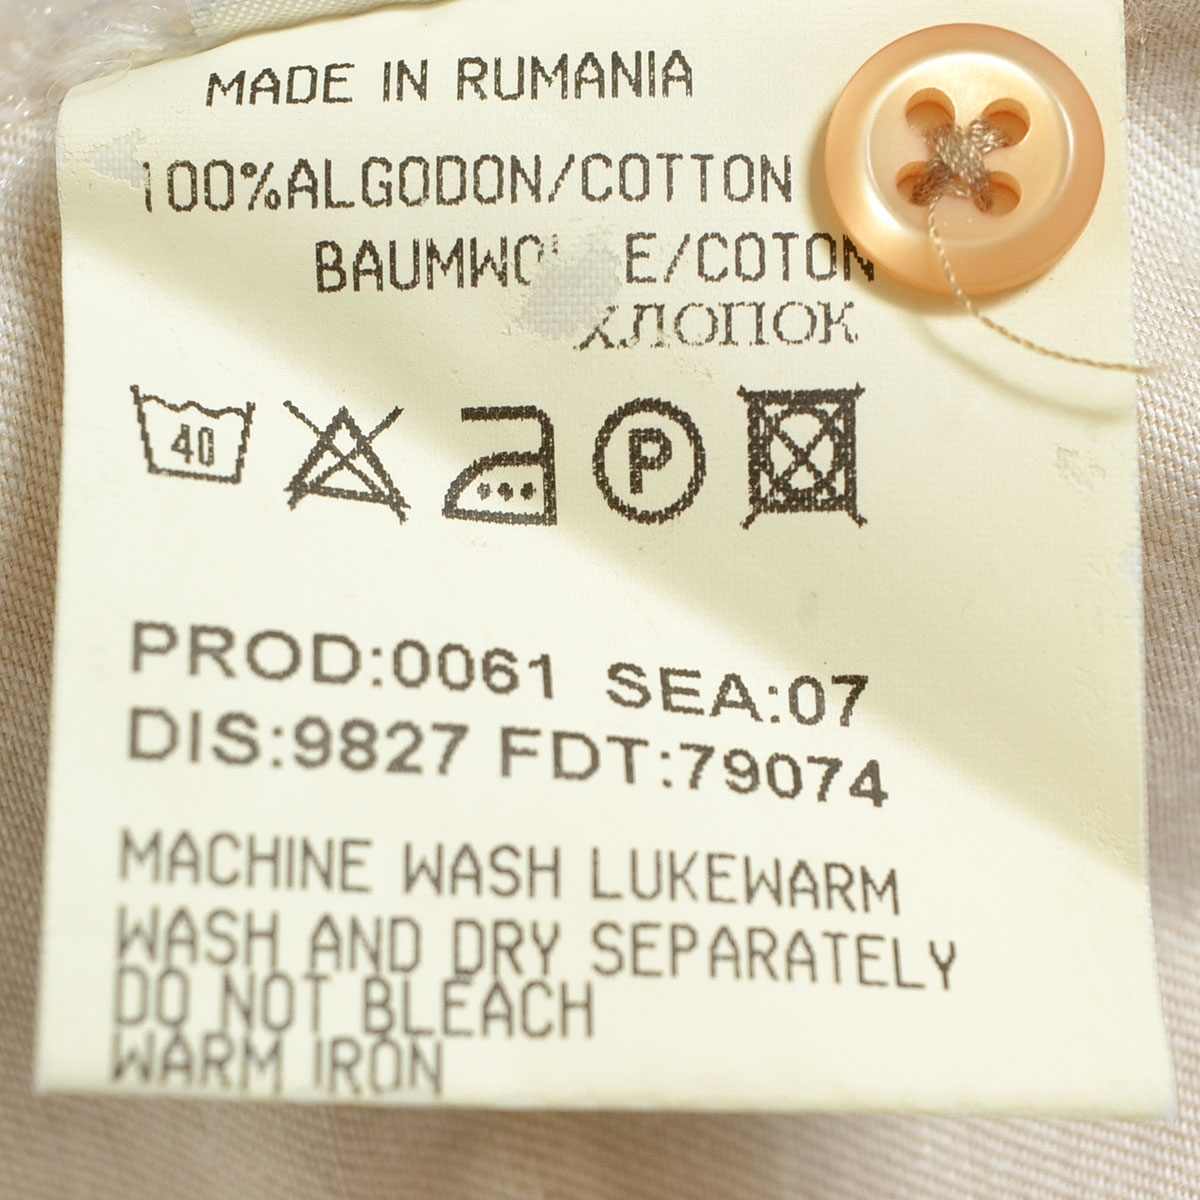 MADE IN RUMANIA
100%ALGODON/COTTON
E/COTON
ХЛОПОК
40
P
PROD:0061 SEA:07
DIS:9827 FDT:79074
MACHINE WASH LUKEWARM
WASH AND DRY SEPARATELY
DO NOT BLEACH
WARM IRON